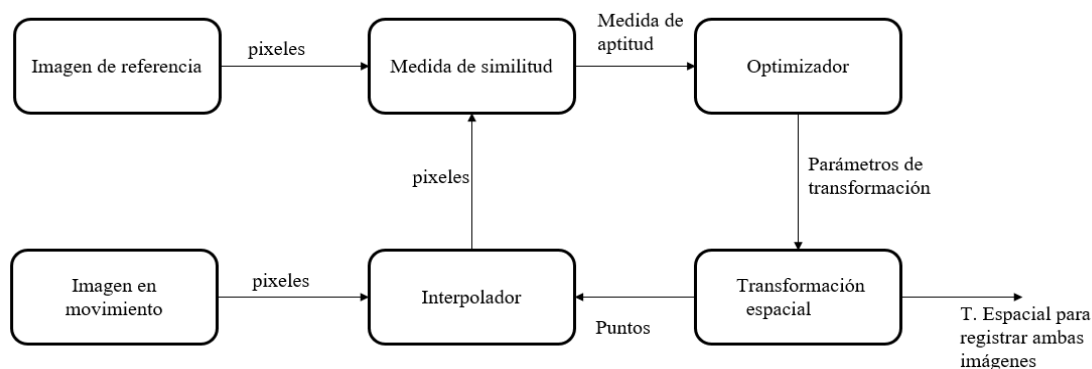 Imagen de referencia
pixeles
Medida de similitud
Medida de
aptitud
Optimizador
pixeles
Parámetros de
transformación
Imagen en
movimiento
pixeles
Interpolador
Puntos
Transformación
espacial
T. Espacial para
registrar ambas
imágenes